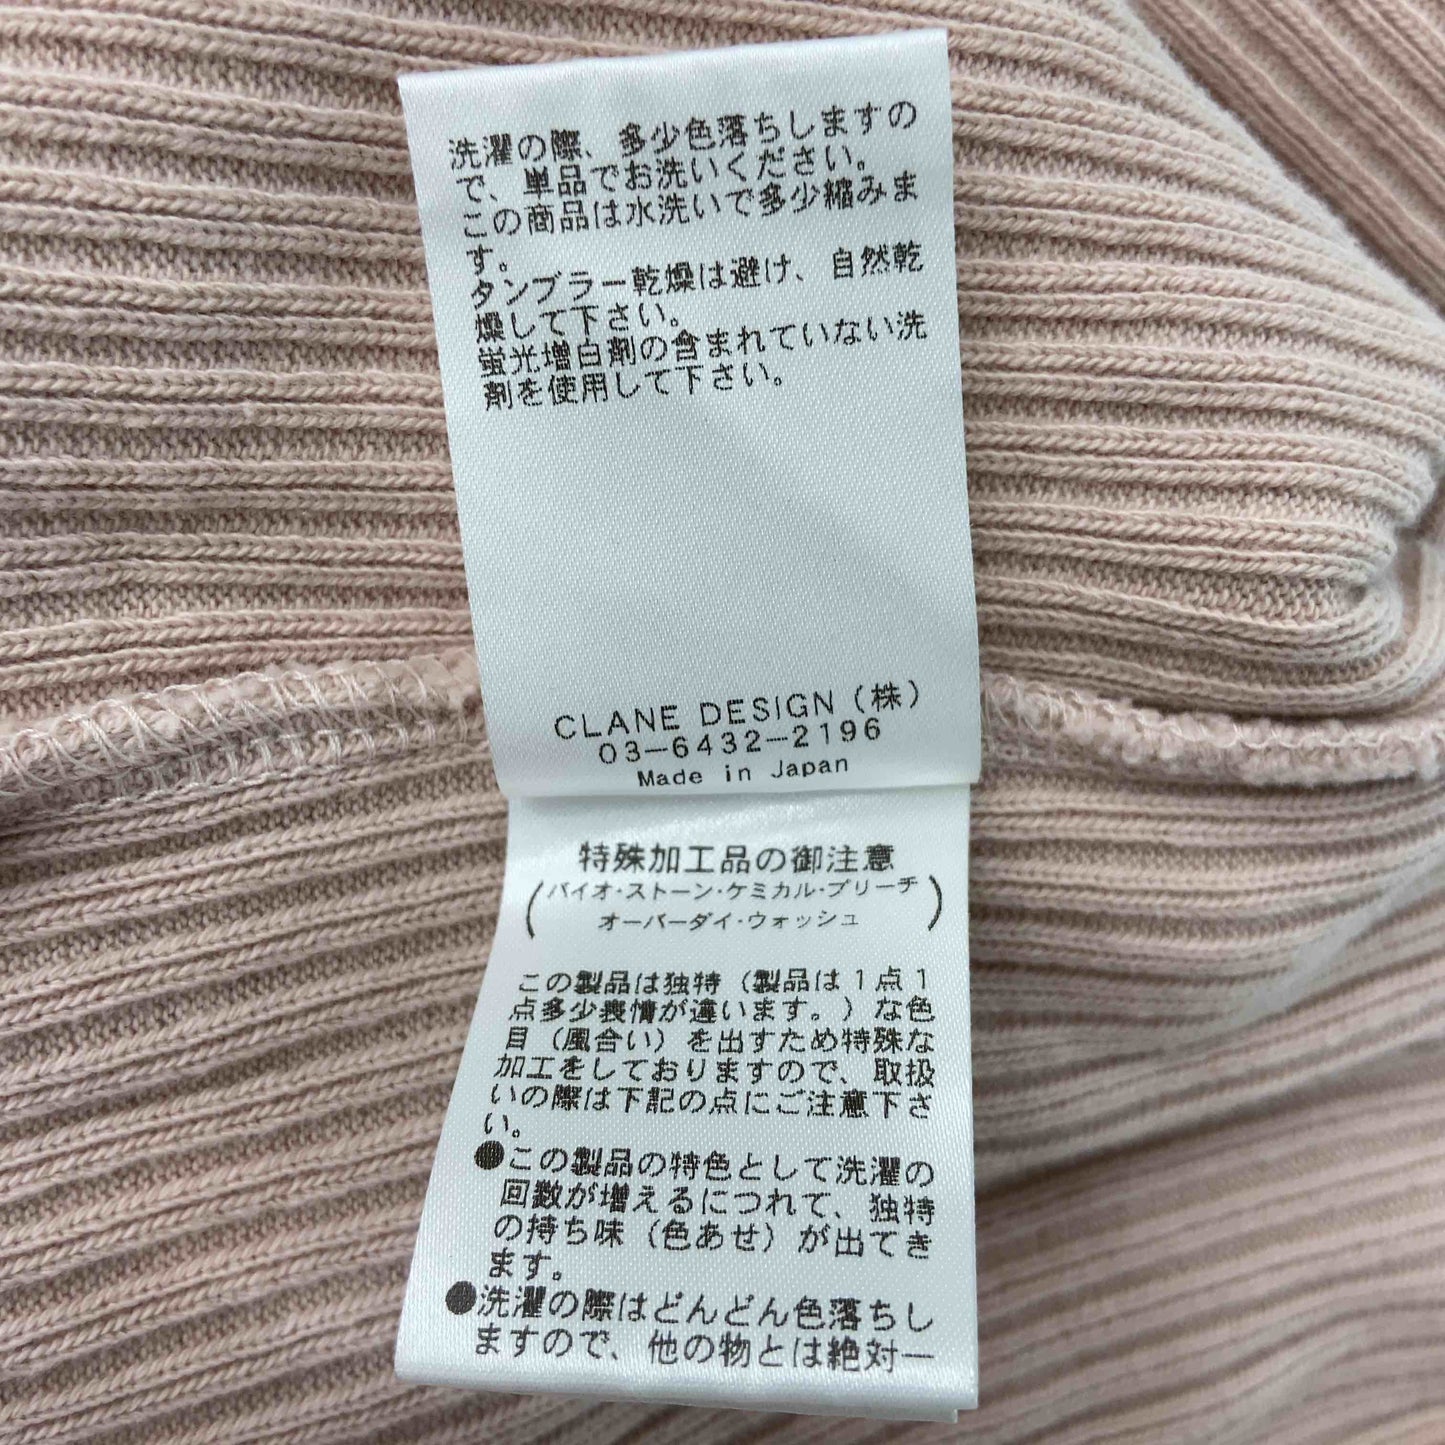 洗濯の際、多少色落ちしますの
で、単品でお洗いください。
この商品は水洗いで多少縮みま
す。
タンブラー乾燥は避け、自然乾
燥して下さい。
蛍光増白剤の含まれていない洗
剤を使用して下さい。
CLANE DESIGN（株）
03-6432-2196
Made in Japan
特殊加工品の御注意
（バイオ・ストーン・ケミカル・ブリーチ
オーバーダイ・ウォッシュ）
この製品は独特（製品は１点１
点多少表情が違います。）な色
目（風合い）を出すため特殊な
加工をしておりますので、取扱
いの際は下記の点にご注意下さ
い。
●この製品の特色として洗濯の
回数が増えるにつれて、独特
の持ち味（色あせ）が出てき
ます。
●洗濯の際はどんどん色落ちし
ますので、他の物とは絶対一